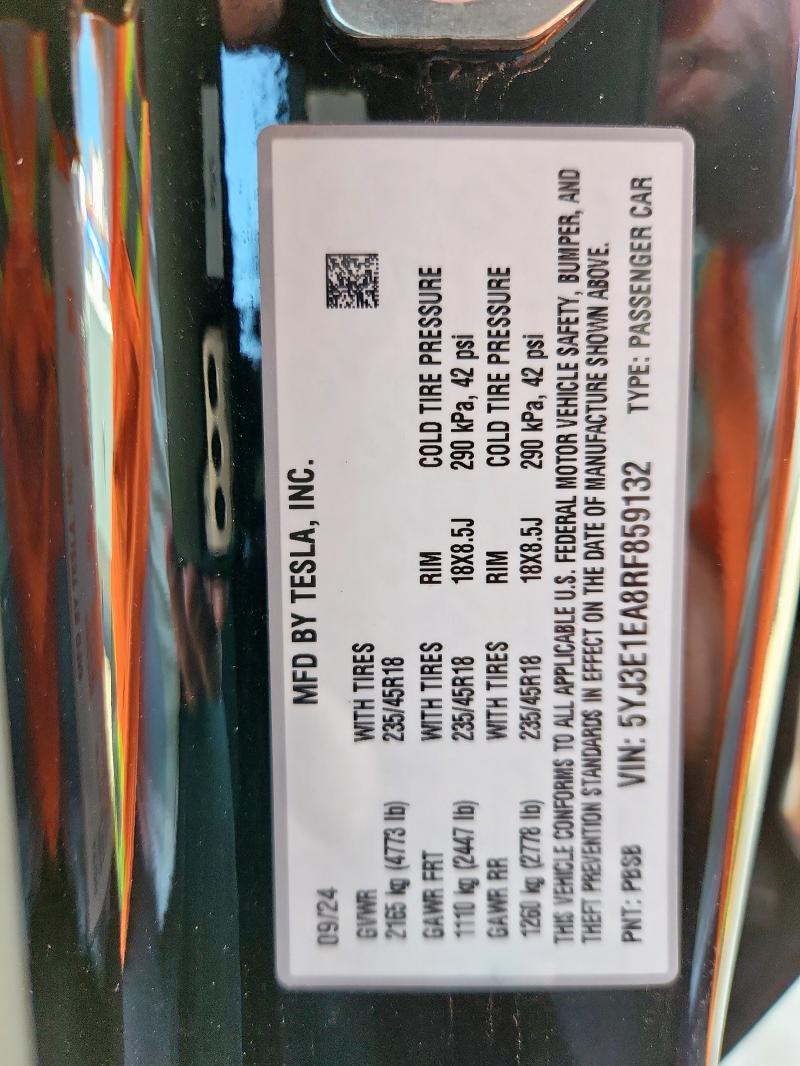 MFD BY TESLA, INC.
09/24
GVWR WITH TIRES
2165 kg (4773 lb) 235/45R18
GAWR FRT WITH TIRES RIM COLD TIRE PRESSURE
1110 kg (2447 lb) 235/45R18 18X8.5J 290 kPa, 42 psi
GAWR RR WITH TIRES RIM COLD TIRE PRESSURE
1260 kg (2778 lb) 235/45R18 18X8.5J 290 kPa, 42 psi
THIS VEHICLE CONFORMS TO ALL APPLICABLE U.S. FEDERAL MOTOR VEHICLE SAFETY, BUMPER, AND
THEFT PREVENTION STANDARDS IN EFFECT ON THE DATE OF MANUFACTURE SHOWN ABOVE.
PNT: PBSB VIN: 5YJ3E1EA8RF859132 TYPE: PASSENGER CAR